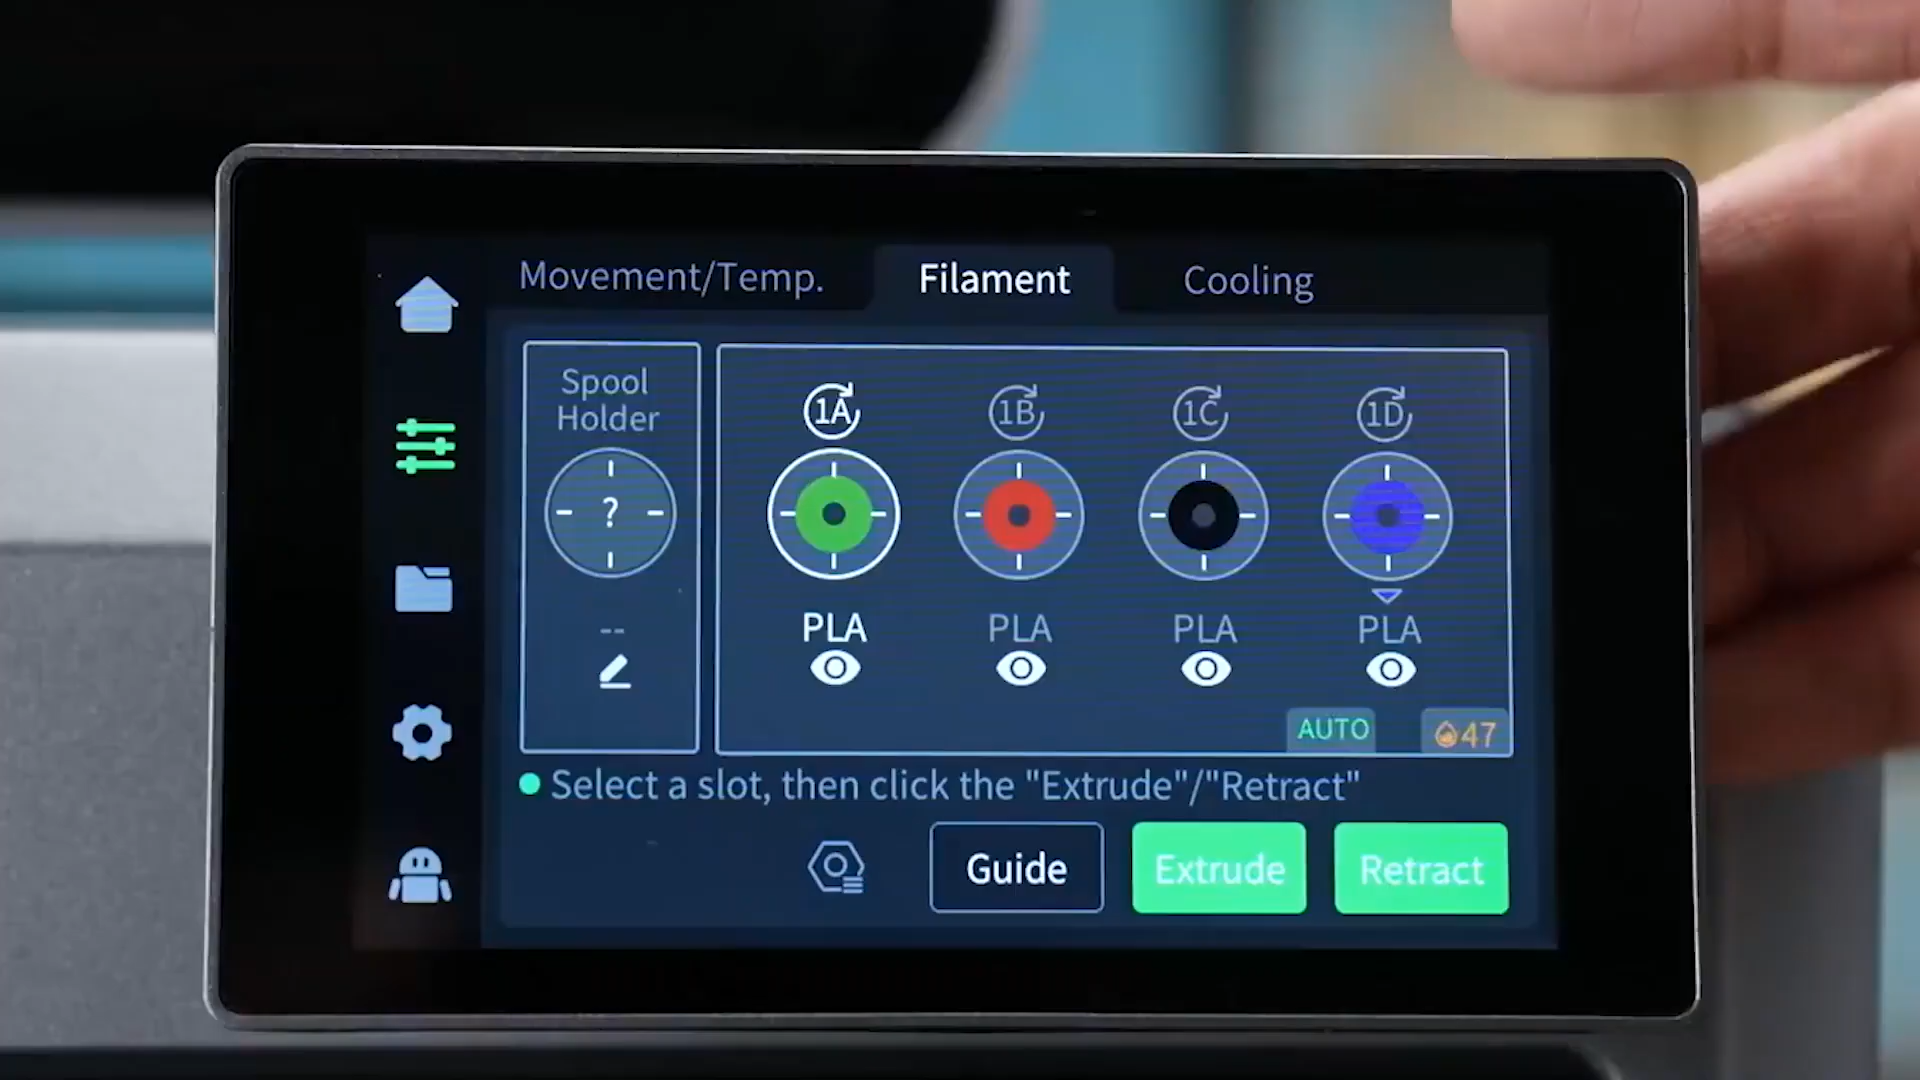 Movement/Temp. Filament Cooling
Spool
Holder
?
--
1A 1B 1C 1D
PLA PLA PLA PLA
AUTO 47
Select a slot, then click the "Extrude"/"Retract"
Guide Extrude Retract